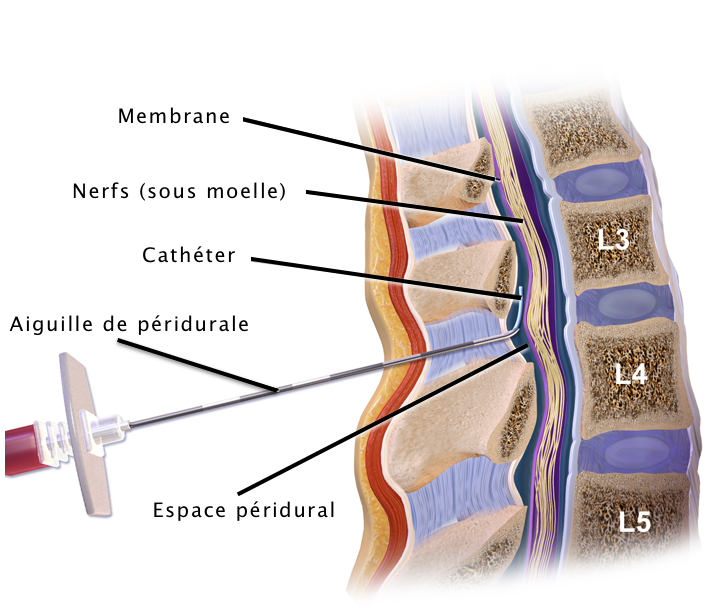 Membrane
Nerfs (sous moelle)
Cathéter
Aiguille de péridurale
Espace péridural
L3
L4
L5